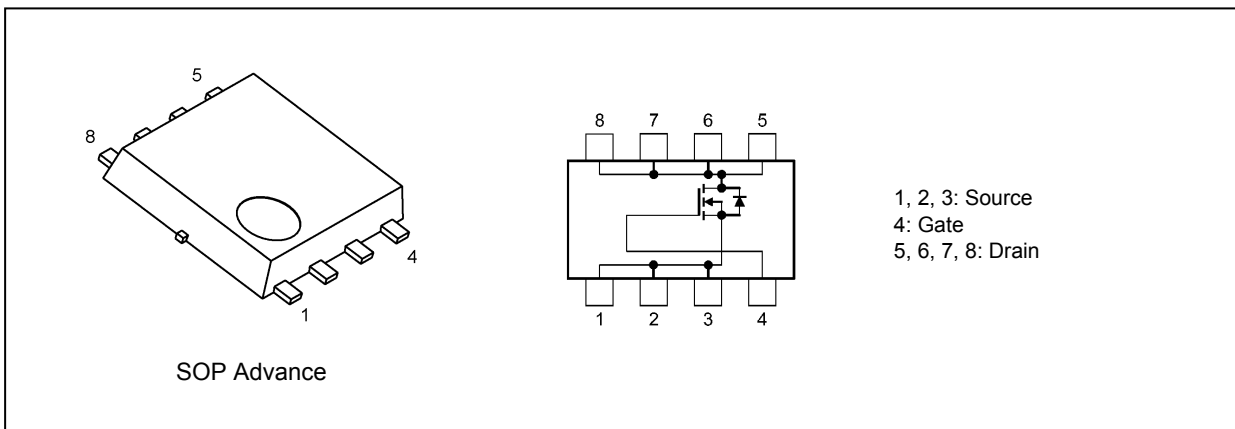 5
8
4
1
SOP Advance
8 7 6 5
1 2 3 4
1, 2, 3: Source
4: Gate
5, 6, 7, 8: Drain